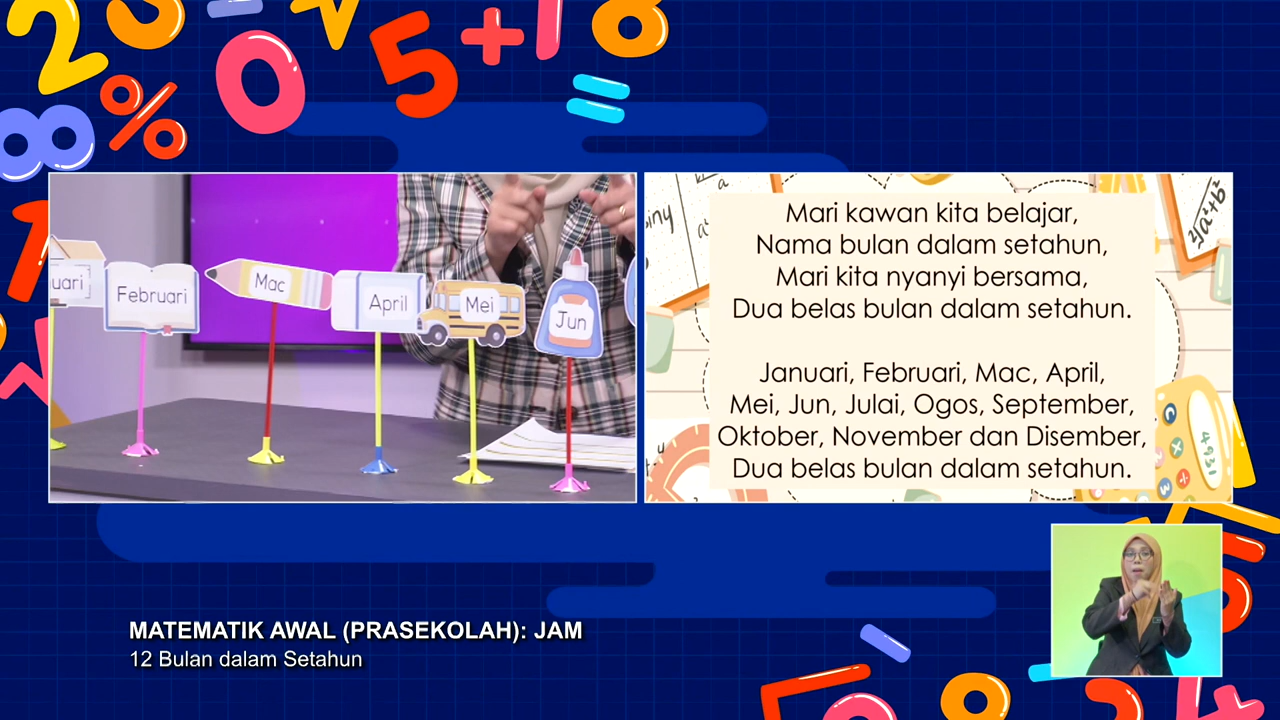 Februari
Mac
April
Mei
Jun
Mari kawan kita belajar,
Nama bulan dalam setahun,
Mari kita nyanyi bersama,
Dua belas bulan dalam setahun.
Januari, Februari, Mac, April,
Mei, Jun, Julai, Ogos, September,
Oktober, November dan Disember,
Dua belas bulan dalam setahun.
MATEMATIK AWAL (PRASEKOLAH): JAM
12 Bulan dalam Setahun